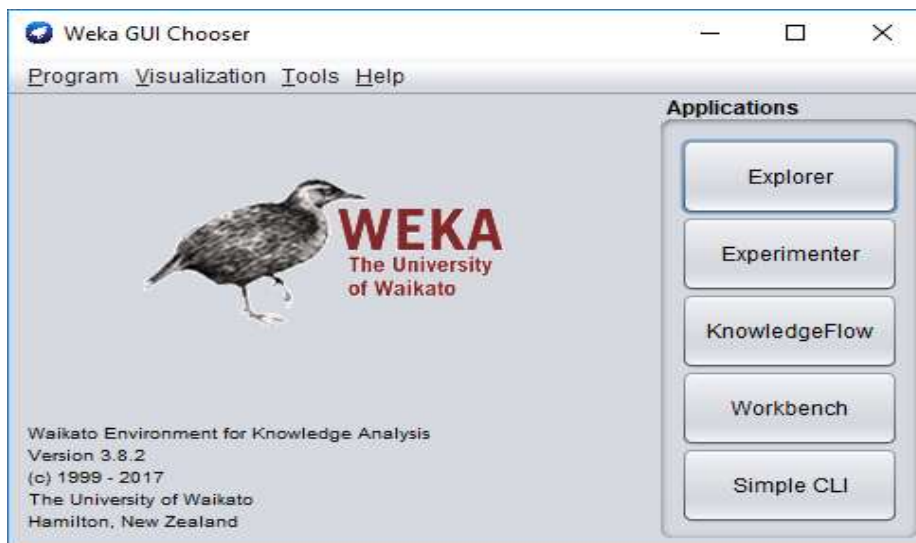 Weka GUI Chooser
Program Visualization Tools Help
Applications
Explorer
Experimenter
KnowledgeFlow
Workbench
Simple CLI
WEKA
The University
of Waikato
Waikato Environment for Knowledge Analysis
Version 3.8.2
(c) 1999 - 2017
The University of Waikato
Hamilton, New Zealand